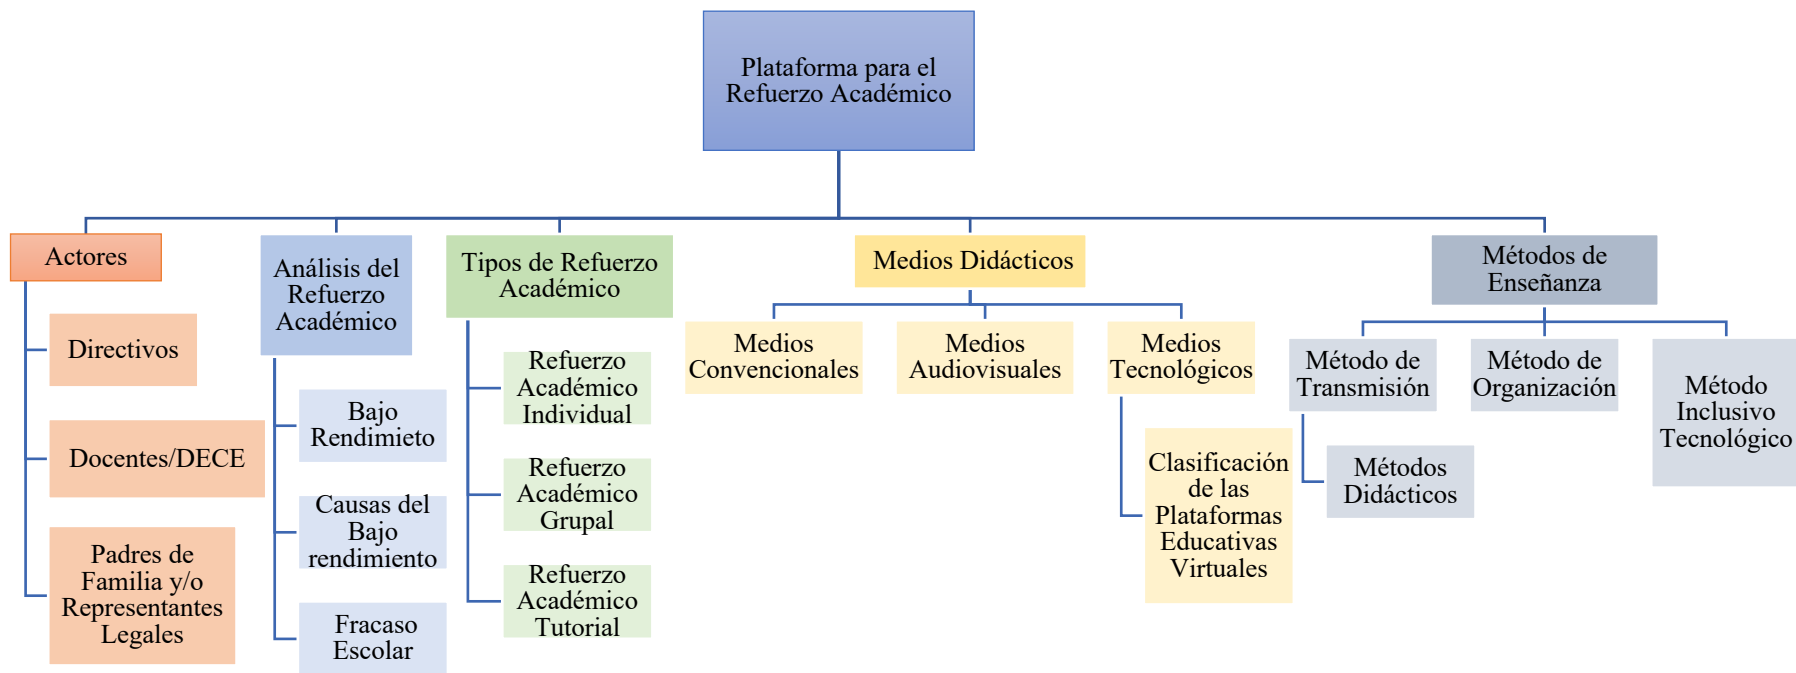 Plataforma para el
Refuerzo Académico
Actores
Directivos
Docentes/DECE
Padres de
Familia y/o
Representantes
Legales
Análisis del
Refuerzo
Académico
Bajo
Rendimieto
Causas del
Bajo
rendimiento
Fracaso
Escolar
Tipos de Refuerzo
Académico
Refuerzo
Académico
Individual
Refuerzo
Académico
Grupal
Refuerzo
Académico
Tutorial
Medios Didácticos
Medios
Convencionales
Medios
Audiovisuales
Medios
Tecnológicos
Clasificación
de las
Plataformas
Educativas
Virtuales
Métodos de
Enseñanza
Método de
Transmisión
Métodos
Didácticos
Método de
Organización
Método
Inclusivo
Tecnológico